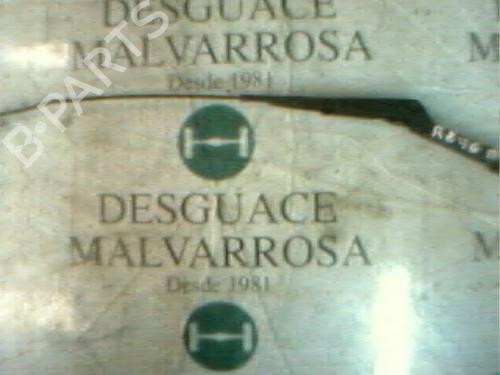 DESGUACE
MALVARROSA
Desde 1981
B-PARTS
DESGUACE
MALVARROSA
Desde 1981